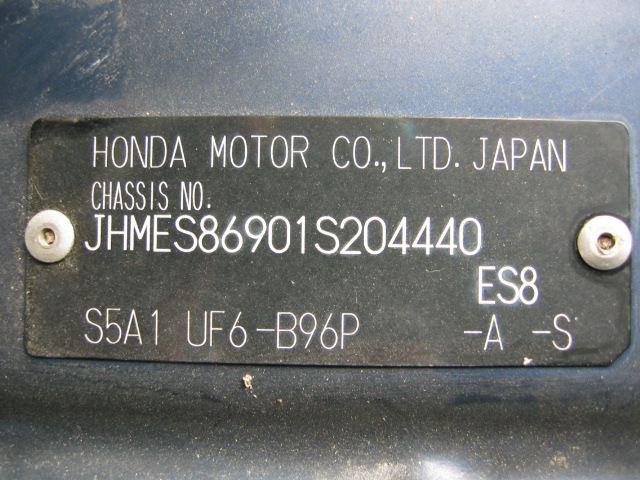 HONDA MOTOR CO., LTD. JAPAN
CHASSIS NO.
JHMES86901S204440
ES8
S5A1 UF6-B96P -A -S